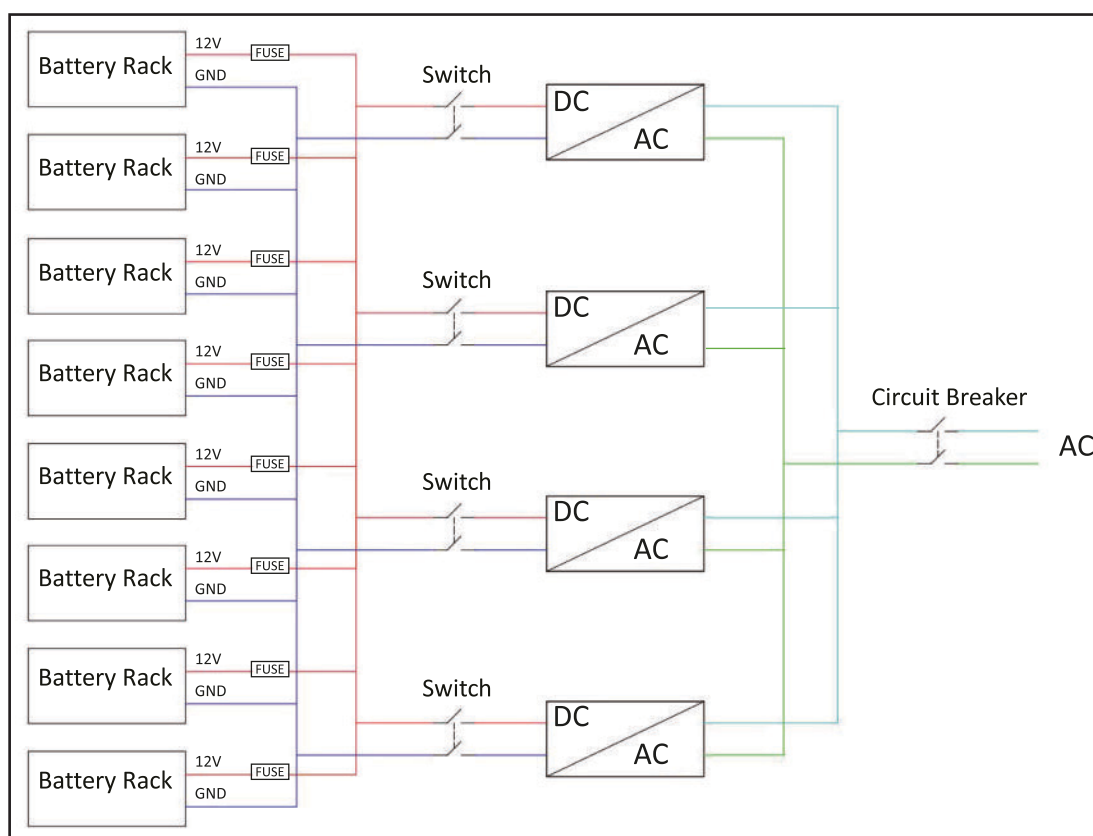 12V
FUSE
Battery Rack
GND
Switch
DC
AC
12V
FUSE
Battery Rack
GND
12V
FUSE
Battery Rack
GND
Switch
DC
AC
12V
FUSE
Battery Rack
GND
Circuit Breaker
AC
12V
FUSE
Battery Rack
GND
Switch
DC
AC
12V
FUSE
Battery Rack
GND
12V
FUSE
Battery Rack
GND
Switch
DC
AC
12V
FUSE
Battery Rack
GND